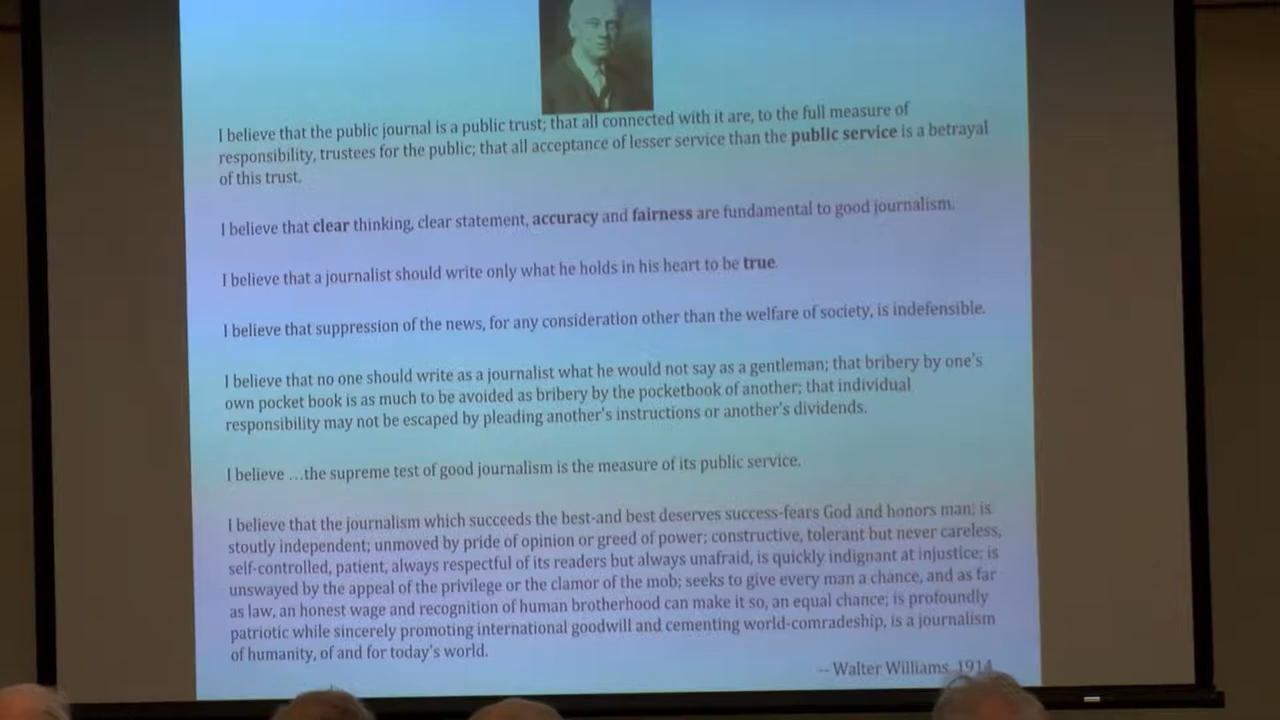 I believe that the public journal is a public trust; that all connected with it are, to the full measure of
responsibility, trustees for the public; that all acceptance of lesser service than the public service is a betrayal
of this trust.
I believe that clear thinking, clear statement, accuracy and fairness are fundamental to good journalism.
I believe that a journalist should write only what he holds in his heart to be true.
I believe that suppression of the news, for any consideration other than the welfare of society, is indefensible.
I believe that no one should write as a journalist what he would not say as a gentleman; that bribery by one's
own pocket book is as much to be avoided as bribery by the pocketbook of another; that individual
responsibility may not be escaped by pleading another's instructions or another's dividends.
I believe …the supreme test of good journalism is the measure of its public service.
I believe that the journalism which succeeds the best-and best deserves success-fears God and honors man; is
stoutly independent; unmoved by pride of opinion or greed of power; constructive, tolerant but never careless,
self-controlled, patient, always respectful of its readers but always unafraid, is quickly indignant at injustice; is
unswayed by the appeal of the privilege or the clamor of the mob; seeks to give every man a chance, and as far
as law, an honest wage and recognition of human brotherhood can make it so, an equal chance; is profoundly
patriotic while sincerely promoting international goodwill and cementing world-comradeship, is a journalism
of humanity, of and for today's world.
-- Walter Williams, 1914